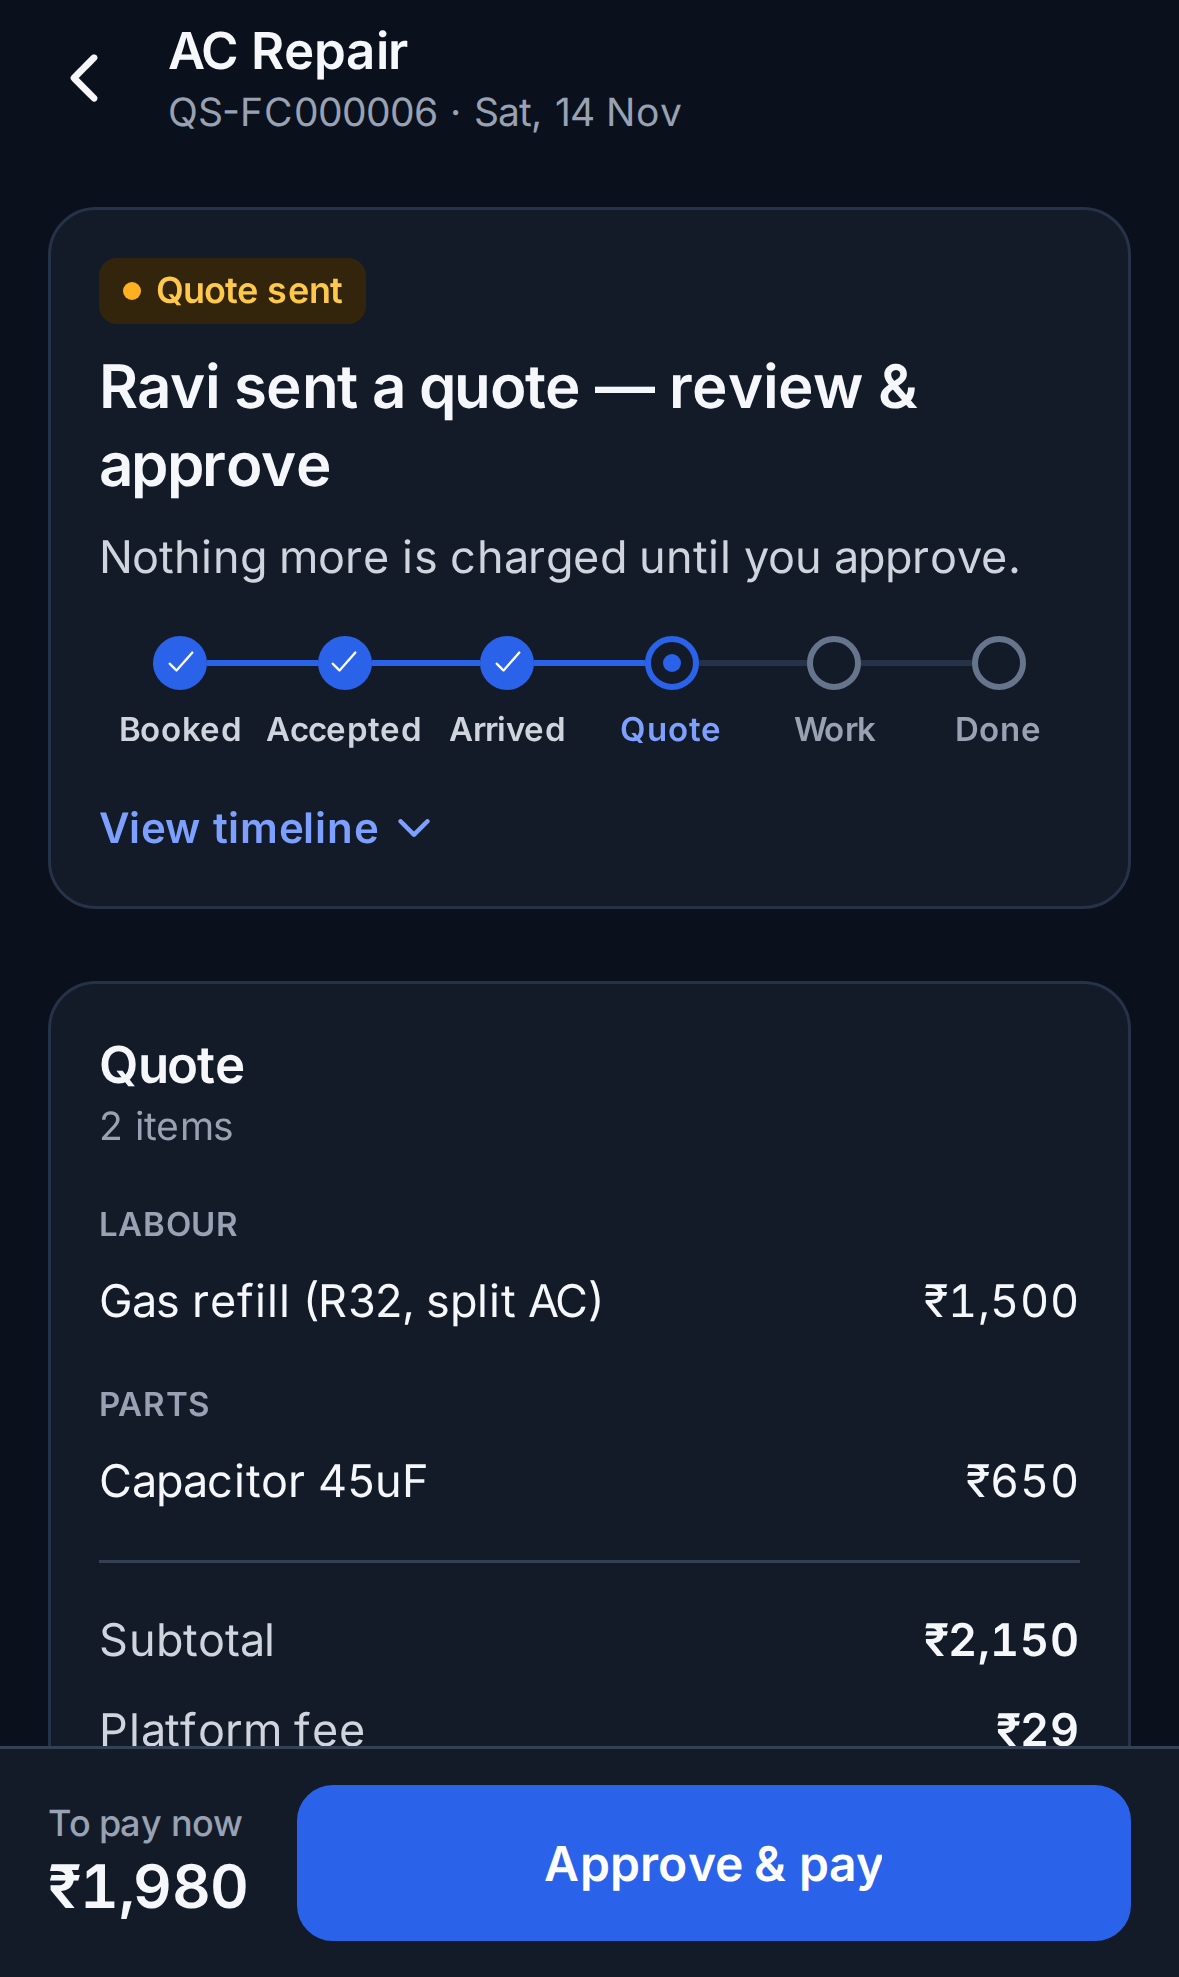 AC Repair
QS-FC000006 · Sat, 14 Nov
Quote sent
Ravi sent a quote — review &
approve
Nothing more is charged until you approve.
Booked Accepted Arrived Quote Work Done
View timeline
Quote
2 items
LABOUR
Gas refill (R32, split AC) ₹1,500
PARTS
Capacitor 45uF ₹650
Subtotal ₹2,150
Platform fee ₹29
To pay now
₹1,980
Approve & pay